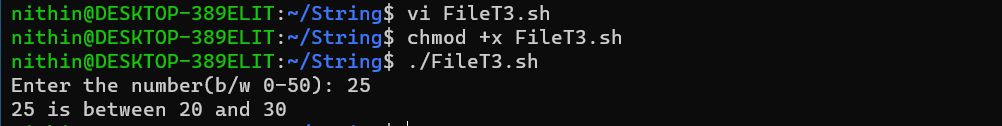 nithin@DESKTOP-389ELIT:~/String$ vi FileT3.sh
nithin@DESKTOP-389ELIT:~/String$ chmod +x FileT3.sh
nithin@DESKTOP-389ELIT:~/String$ ./FileT3.sh
Enter the number(b/w 0-50): 25
25 is between 20 and 30